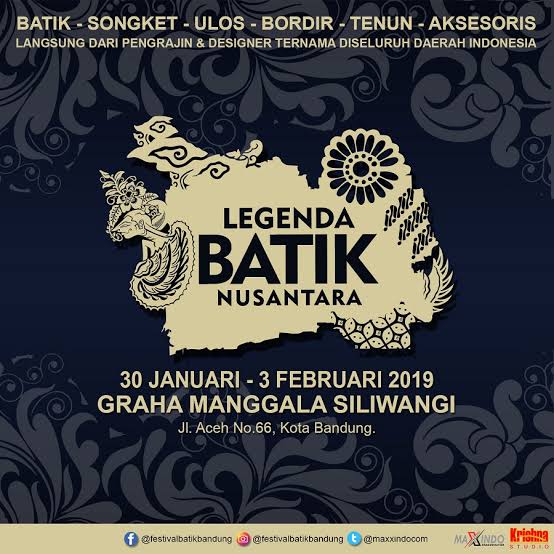 BATIK - SONGKET - ULOS - BORDIR - TENUN - AKSESORIS
LANGSUNG DARI PENGRAJIN & DESIGNER TERNAMA DISELURUH DAERAH INDONESIA
LEGENDA
BATIK
NUSANTARA
30 JANUARI - 3 FEBRUARI 2019
GRAHA MANGGALA SILIWANGI
Jl. Aceh No.66, Kota Bandung.
@festivalbatikbandung @festivalbatikbandung @maxxindocom
MAXXINDO
Krishna
STUDIO